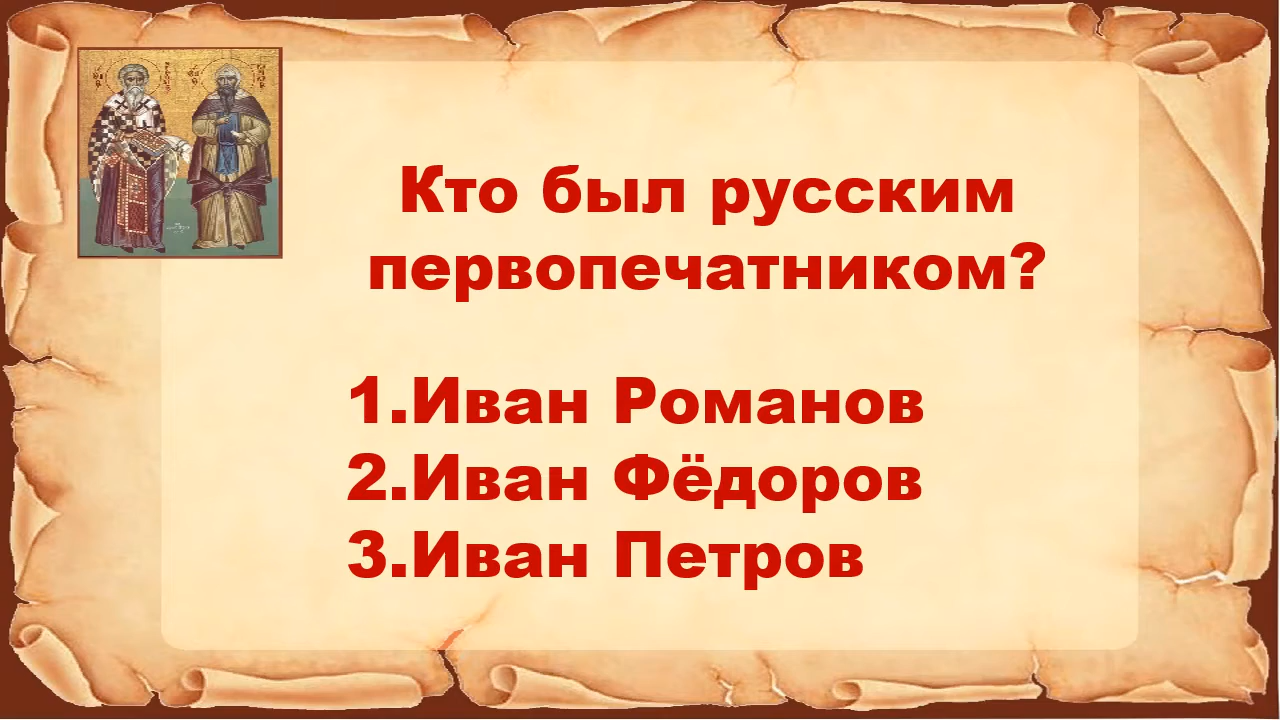 Кто был русским
первопечатником?
1.Иван Романов
2.Иван Фёдоров
3.Иван Петров